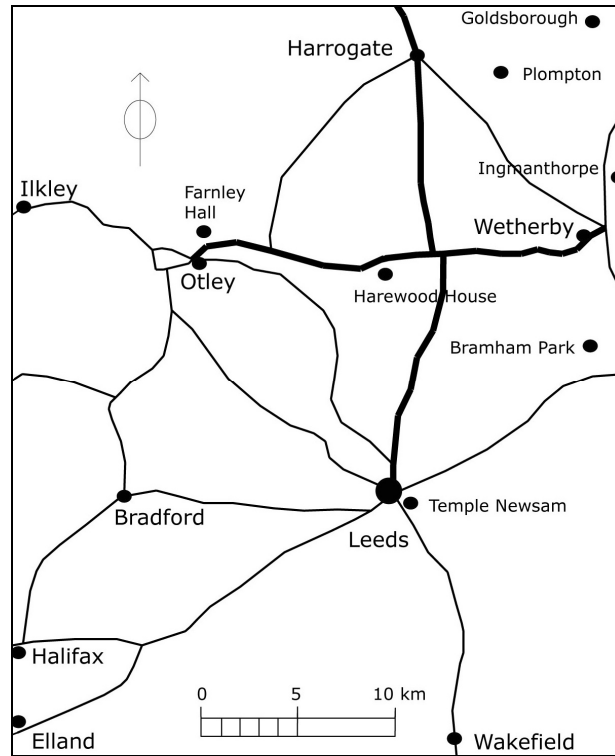 Goldsborough
Harrogate
Plompton
Ingmanthorpe
Ilkley
Farnley
Hall
Wetherby
Otley
Harewood House
Bramham Park
Temple Newsam
Bradford
Leeds
Halifax
0 5 10 km
Elland
Wakefield